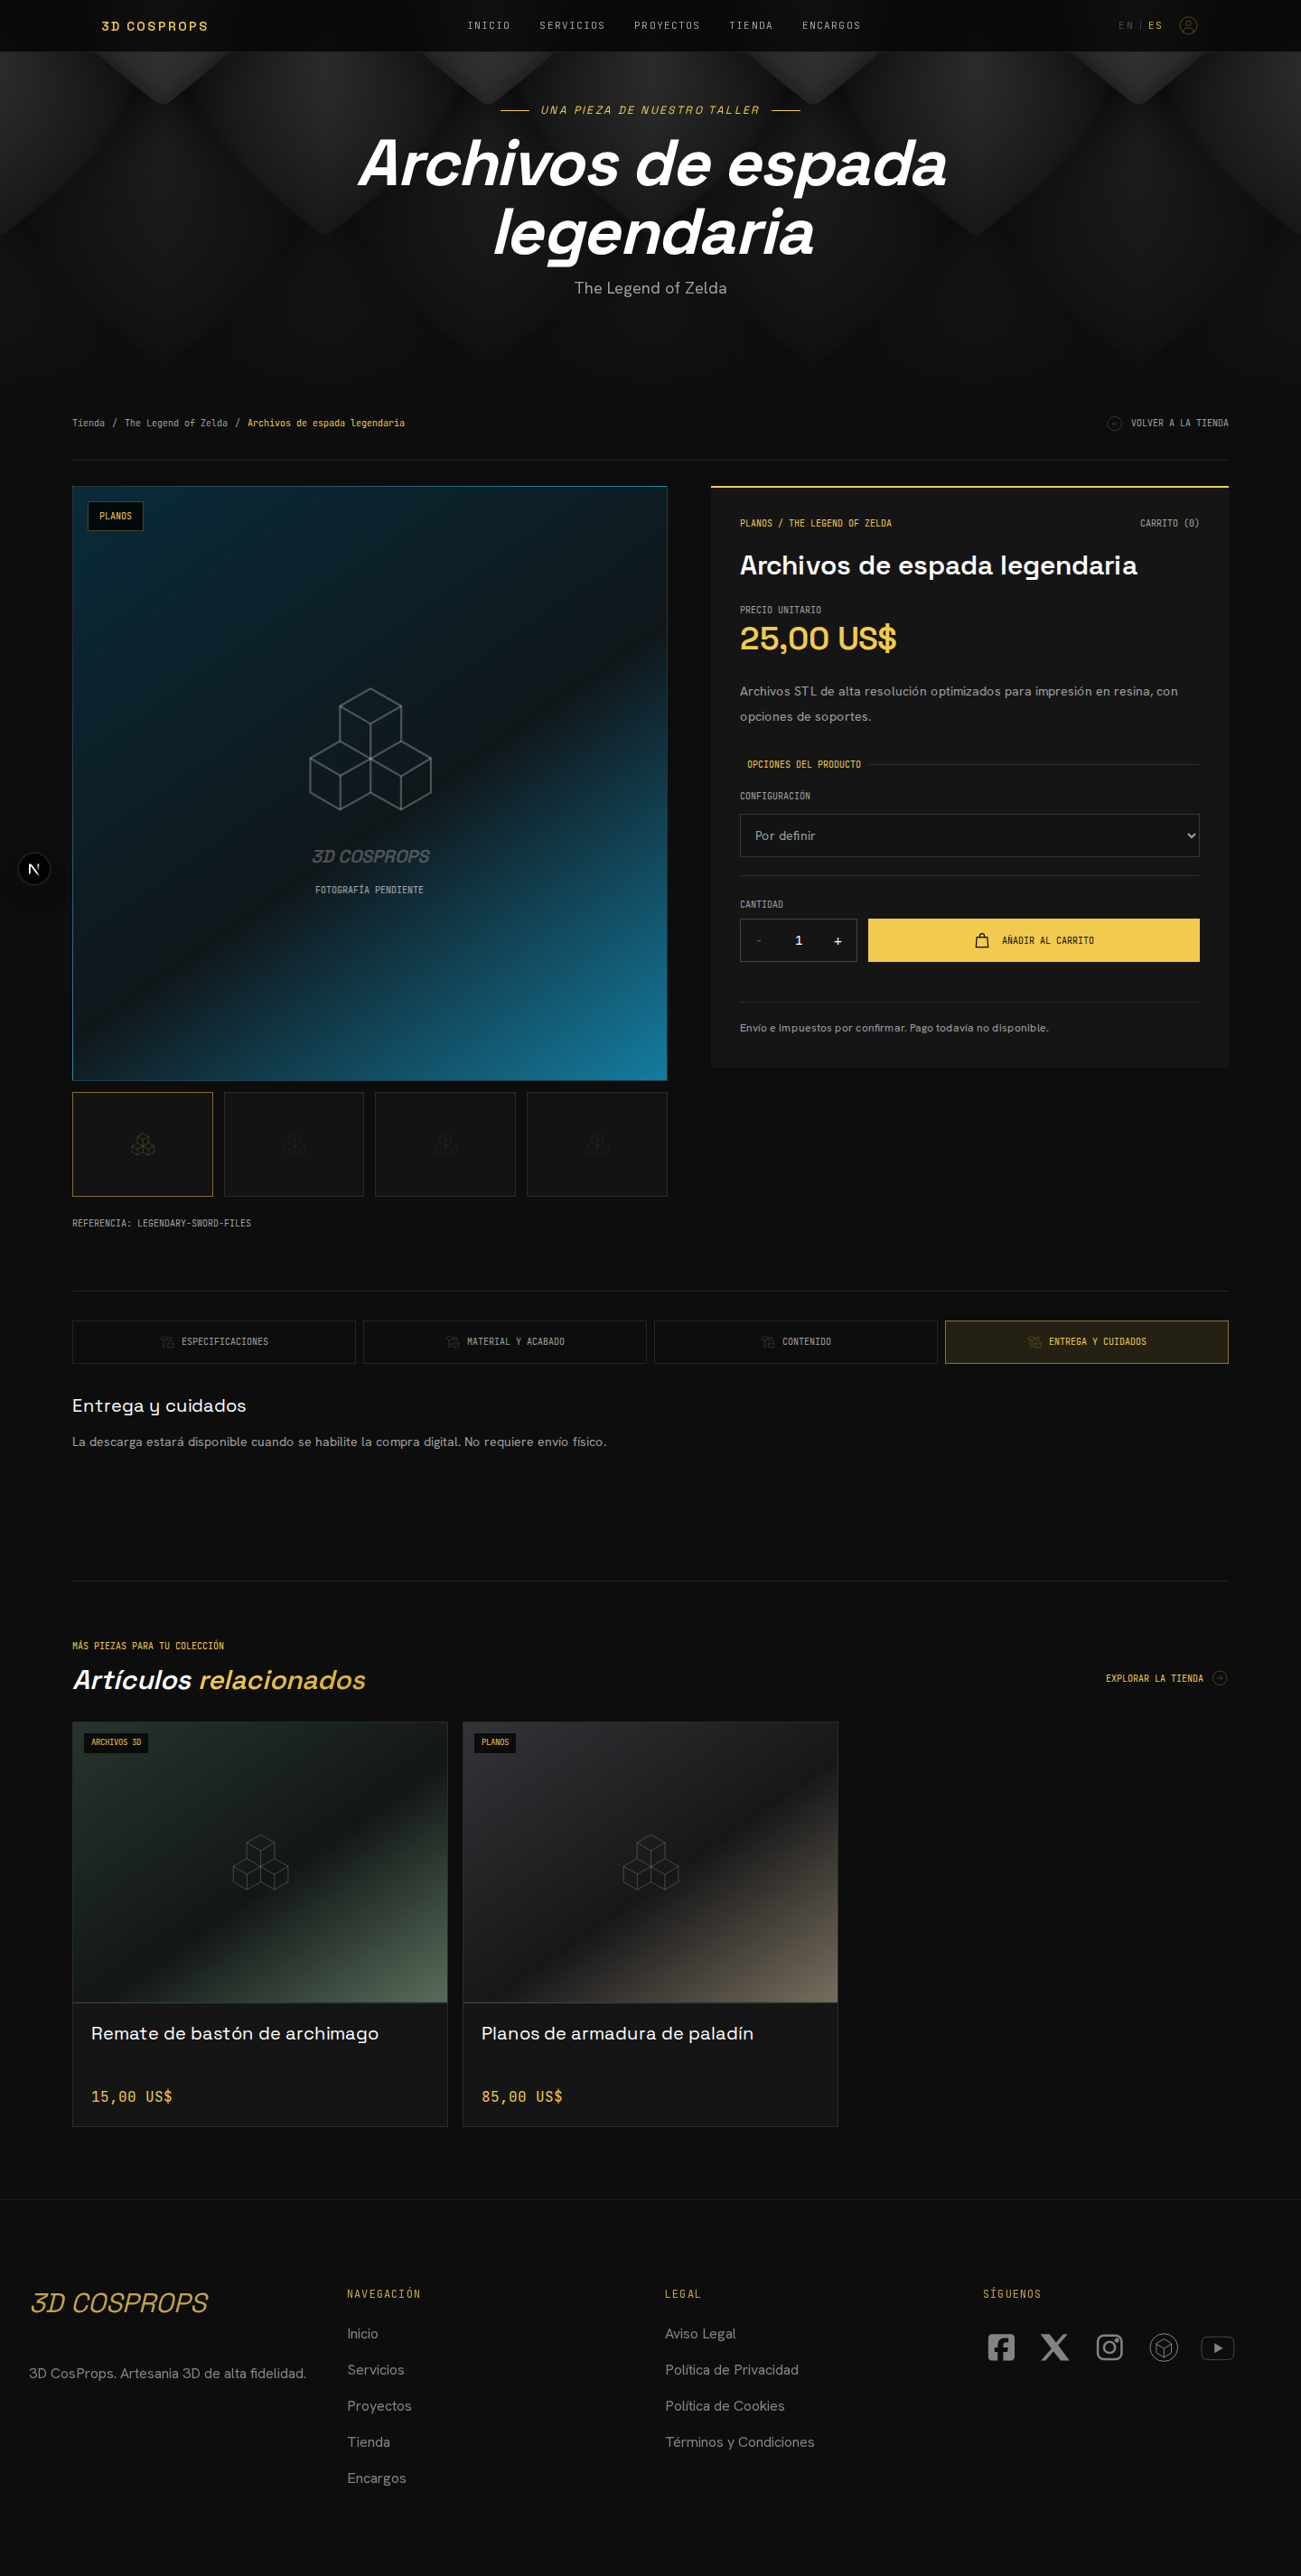 3D COSPROPS
INICIO
SERVICIOS
PROYECTOS
TIENDA
ENCARGOS
EN | ES
UNA PIEZA DE NUESTRO TALLER
Archivos de espada
legendaria
The Legend of Zelda
Tienda / The Legend of Zelda / Archivos de espada legendaria
VOLVER A LA TIENDA
PLANOS
3D COSPROPS
FOTOGRAFÍA PENDIENTE
REFERENCIA: LEGENDARY-SWORD-FILES
PLANOS / THE LEGEND OF ZELDA
CARRITO (0)
Archivos de espada legendaria
PRECIO UNITARIO
25,00 US$
Archivos STL de alta resolución optimizados para impresión en resina, con
opciones de soportes.
OPCIONES DEL PRODUCTO
CONFIGURACIÓN
Por definir
CANTIDAD
- 1 +
AÑADIR AL CARRITO
Envío e impuestos por confirmar. Pago todavía no disponible.
N
ESPECIFICACIONES
MATERIAL Y ACABADO
CONTENIDO
ENTREGA Y CUIDADOS
Entrega y cuidados
La descarga estará disponible cuando se habilite la compra digital. No requiere envío físico.
MÁS PIEZAS PARA TU COLECCIÓN
Artículos relacionados
EXPLORAR LA TIENDA
ARCHIVOS 3D
Remate de bastón de archimago
15,00 US$
PLANOS
Planos de armadura de paladín
85,00 US$
3D COSPROPS
3D CosProps. Artesania 3D de alta fidelidad.
NAVEGACIÓN
Inicio
Servicios
Proyectos
Tienda
Encargos
LEGAL
Aviso Legal
Política de Privacidad
Política de Cookies
Términos y Condiciones
SÍGUENOS